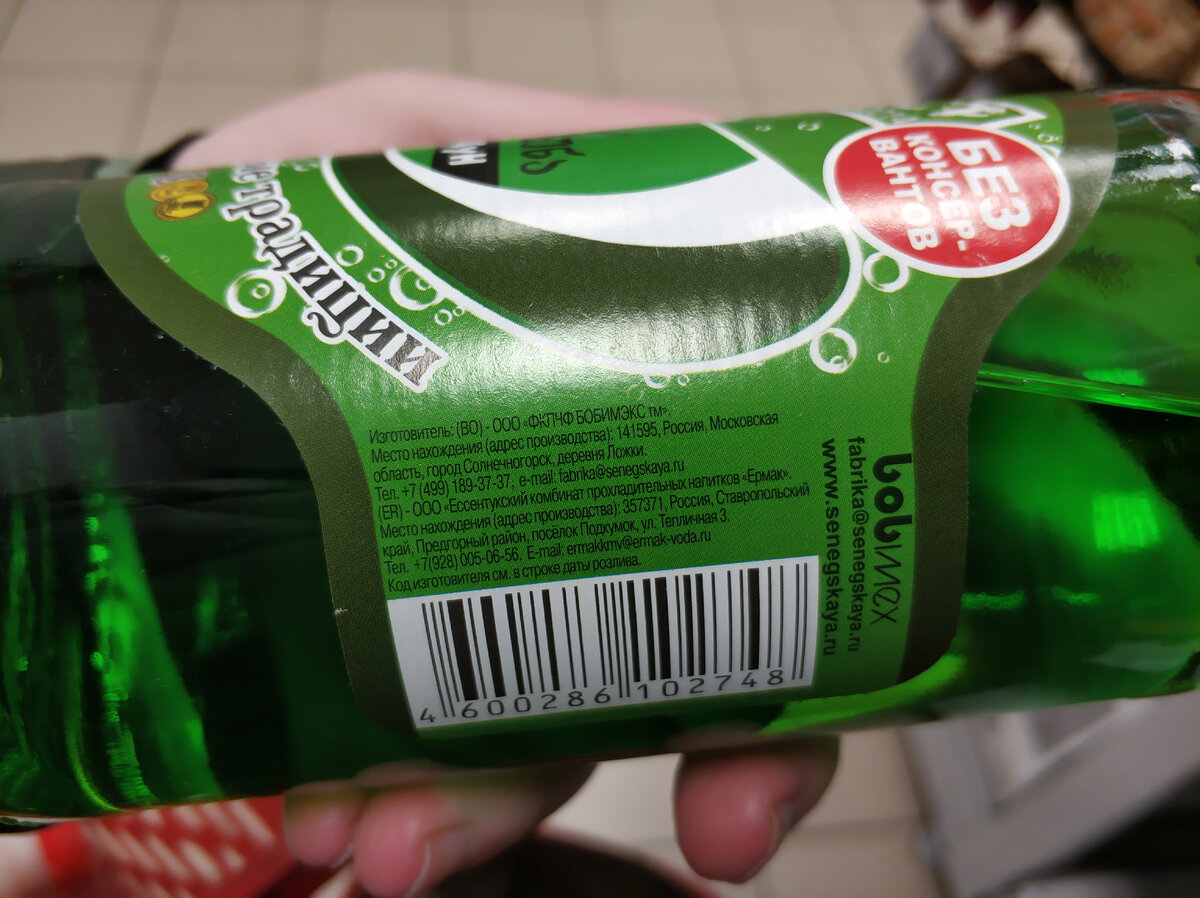 БЕЗ
КОНСЕР-
ВАНТОВ
Изготовитель: (ВО) - ООО «ФКПЧФ БОБИМЭКС тм».
Место нахождения (адрес производства): 141595, Россия, Московская
область, город Солнечногорск, деревня Ложки.
Тел. +7 (499) 189-37-37, e-mail: fabrika@senegskaya.ru
(ER) - ООО «Ессентукский комбинат прохладительных напитков «Ермак».
Место нахождения (адрес производства): 357371, Россия, Ставропольский
край, Предгорный район, посёлок Подкумок, ул. Тепличная 3.
Тел. +7(928) 005-06-56. E-mail: ermakkmv@ermak-voda.ru
Код изготовителя см. в строке даты розлива.
4 600286 102748
bobimex
fabrika@senegskaya.ru
www.senegskaya.ru